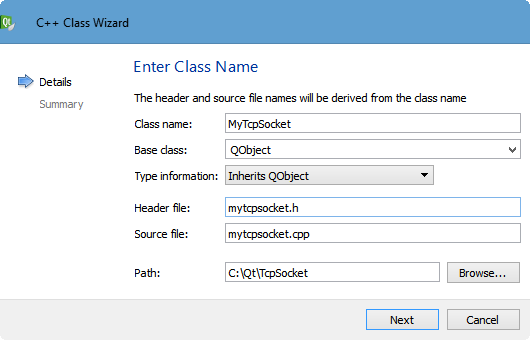 Qt C++ Class Wizard
Enter Class Name
Details
Summary
The header and source file names will be derived from the class name
Class name: MyTcpSocket
Base class: QObject
Type information: Inherits QObject
Header file: mytcpsocket.h
Source file: mytcpsocket.cpp
Path: C:\Qt\TcpSocket Browse...
Next Cancel